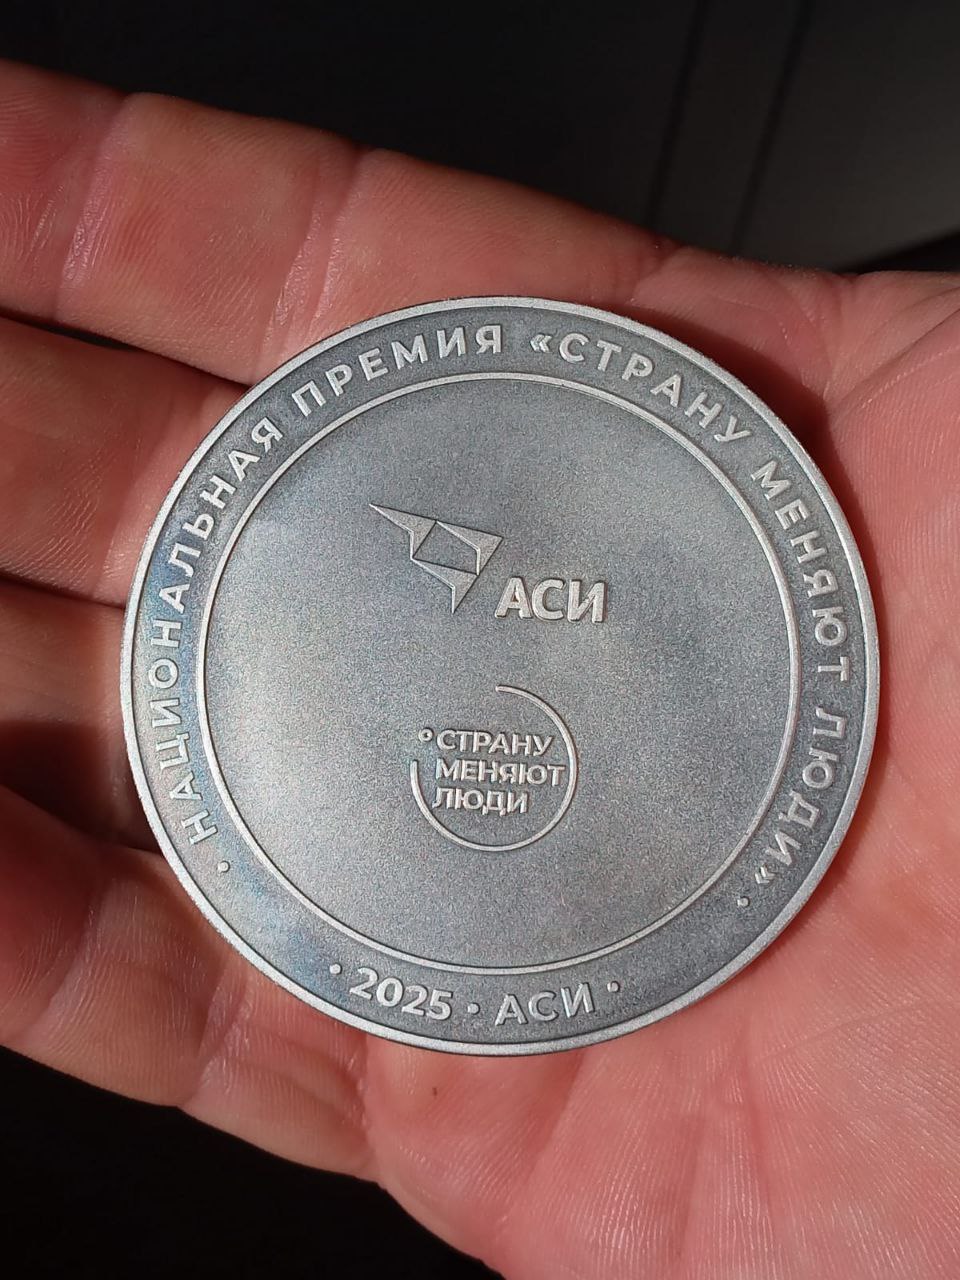 • НАЦИОНАЛЬНАЯ ПРЕМИЯ «СТРАНУ МЕНЯЮТ ЛЮДИ» •
АСИ
СТРАНУ
МЕНЯЮТ
ЛЮДИ
• 2025 • АСИ •